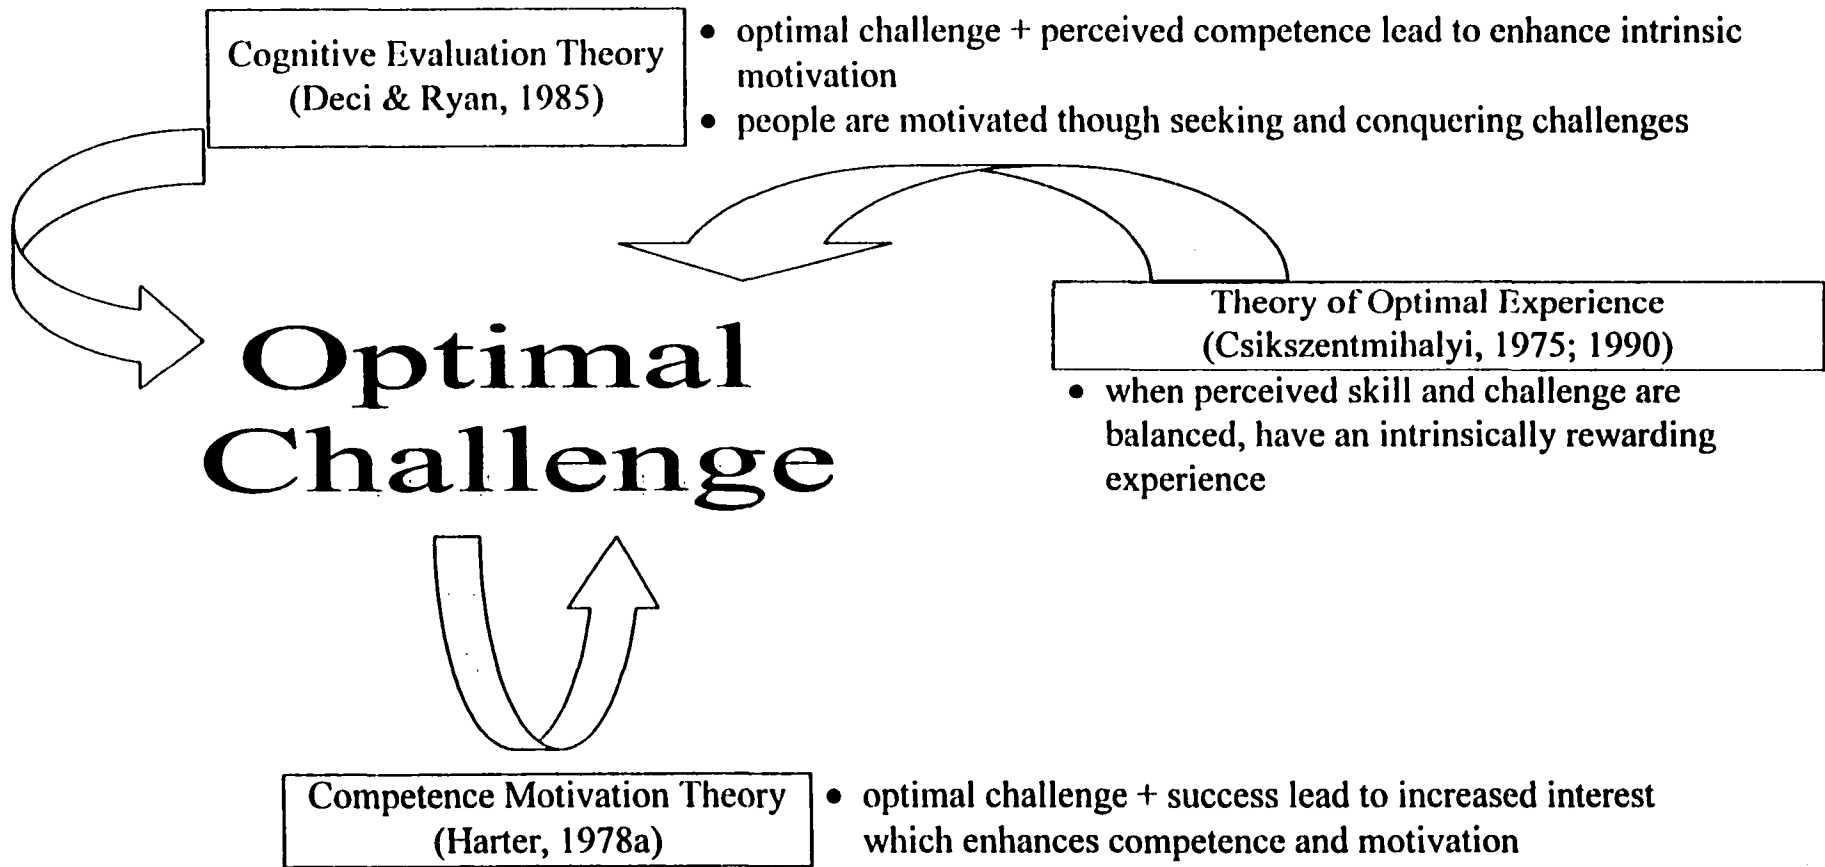 Cognitive Evaluation Theory
(Deci & Ryan, 1985)
• optimal challenge + perceived competence lead to enhance intrinsic
motivation
• people are motivated though seeking and conquering challenges
Theory of Optimal Experience
(Csikszentmihalyi, 1975; 1990)
• when perceived skill and challenge are
balanced, have an intrinsically rewarding
experience
Optimal
Challenge
Competence Motivation Theory
(Harter, 1978a)
• optimal challenge + success lead to increased interest
which enhances competence and motivation